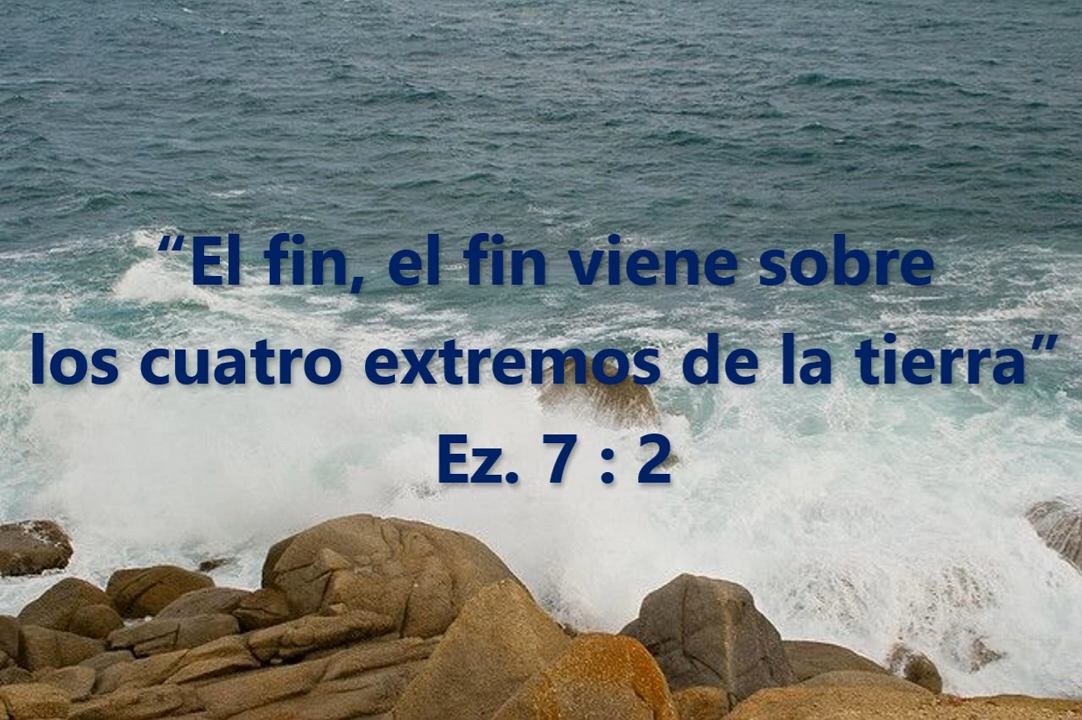 “El fin, el fin viene sobre
los cuatro extremos de la tierra”
Ez. 7 : 2